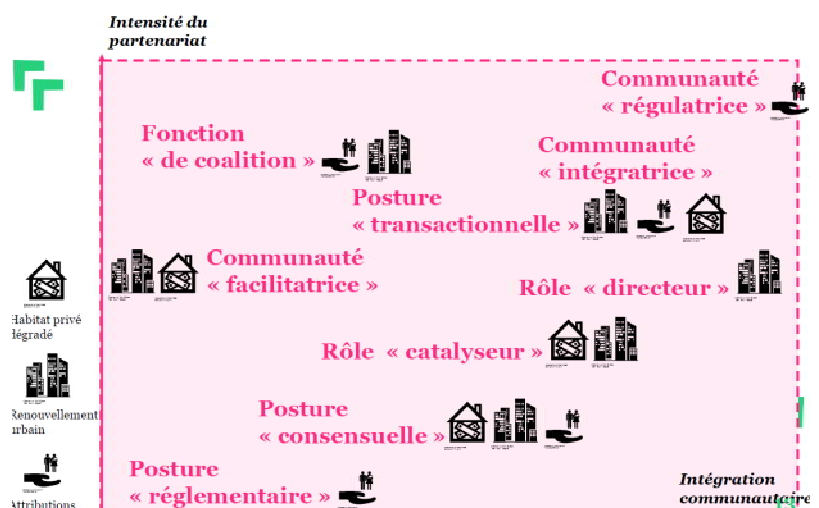 Intensité du
partenariat
Communauté
« régulatrice »
Fonction
« de coalition »
Communauté
« intégratrice »
Posture
« transactionnelle »
Communauté
« facilitatrice »
Rôle « directeur »
Habitat privé
dégradé
Rôle « catalyseur »
Renouvellement
urbain
Posture
« consensuelle »
Posture
« réglementaire »
Attributions
Intégration
communautaire